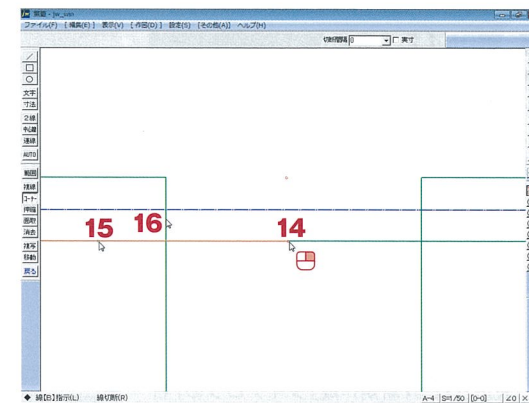 無題 - jw_win
ファイル(F) [編集(E)] 表示(V) [作図(D)] 設定(S) [その他(A)] ヘルプ(H)
切断間隔 0 実寸
文字
寸法
2線
中心線
連線
AUTO
範囲
複線
コーナー
伸縮
面取
消去
複写
移動
戻る
15 16 14
◆ 線【B】指示(L) 線切断(R) A-4 S=1/50 [0-0] ∠0 ×